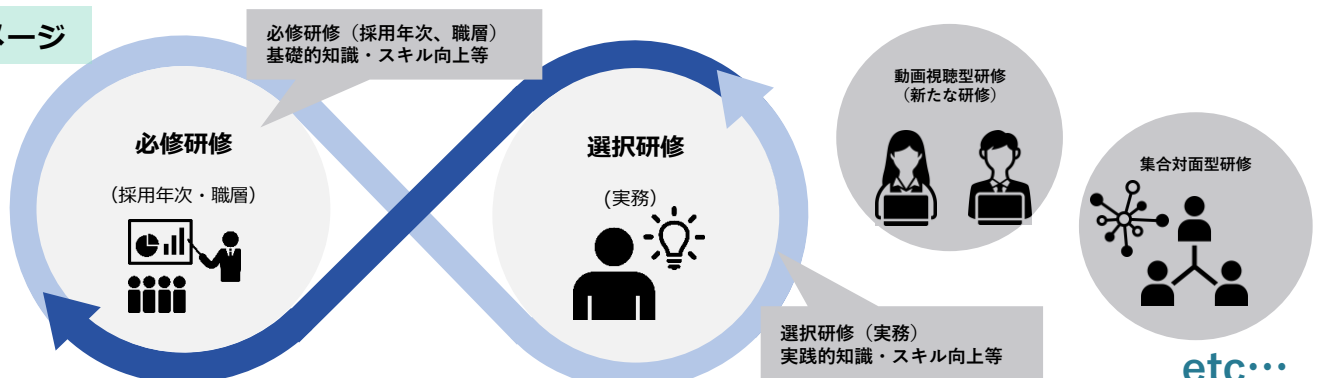 メージ
必修研修（採用年次、職層）
基礎的知識・スキル向上等
必修研修
（採用年次・職層）
選択研修
（実務）
選択研修（実務）
実践的知識・スキル向上等
動画視聴型研修
（新たな研修）
集合対面型研修
etc…